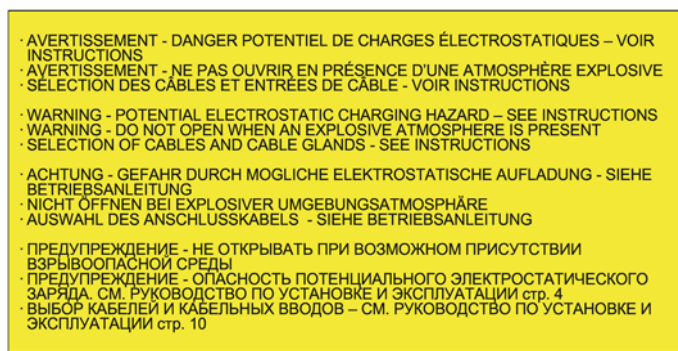 · AVERTISSEMENT - DANGER POTENTIEL DE CHARGES ÉLECTROSTATIQUES – VOIR
INSTRUCTIONS
· AVERTISSEMENT - NE PAS OUVRIR EN PRÉSENCE D'UNE ATMOSPHÈRE EXPLOSIVE
· SÉLECTION DES CÂBLES ET ENTRÉES DE CÂBLE - VOIR INSTRUCTIONS
· WARNING - POTENTIAL ELECTROSTATIC CHARGING HAZARD – SEE INSTRUCTIONS
· WARNING - DO NOT OPEN WHEN AN EXPLOSIVE ATMOSPHERE IS PRESENT
· SELECTION OF CABLES AND CABLE GLANDS - SEE INSTRUCTIONS
· ACHTUNG - GEFAHR DURCH MOGLICHE ELEKTROSTATISCHE AUFLADUNG - SIEHE
BETRIEBSANLEITUNG
· NICHT ÖFFNEN BEI EXPLOSIVER UMGEBUNGSATMOSPHÄRE
· AUSWAHL DES ANSCHLUSSKABELS - SIEHE BETRIEBSANLEITUNG
· ПРЕДУПРЕЖДЕНИЕ - НЕ ОТКРЫВАТЬ ПРИ ВОЗМОЖНОМ ПРИСУТСТВИИ
ВЗРЫВООПАСНОЙ СРЕДЫ
· ПРЕДУПРЕЖДЕНИЕ - ОПАСНОСТЬ ПОТЕНЦИАЛЬНОГО ЭЛЕКТРОСТАТИЧЕСКОГО
ЗАРЯДА. СМ. РУКОВОДСТВО ПО УСТАНОВКЕ И ЭКСПЛУАТАЦИИ стр. 4
· ВЫБОР КАБЕЛЕЙ И КАБЕЛЬНЫХ ВВОДОВ – СМ. РУКОВОДСТВО ПО УСТАНОВКЕ И
ЭКСПЛУАТАЦИИ стр. 10